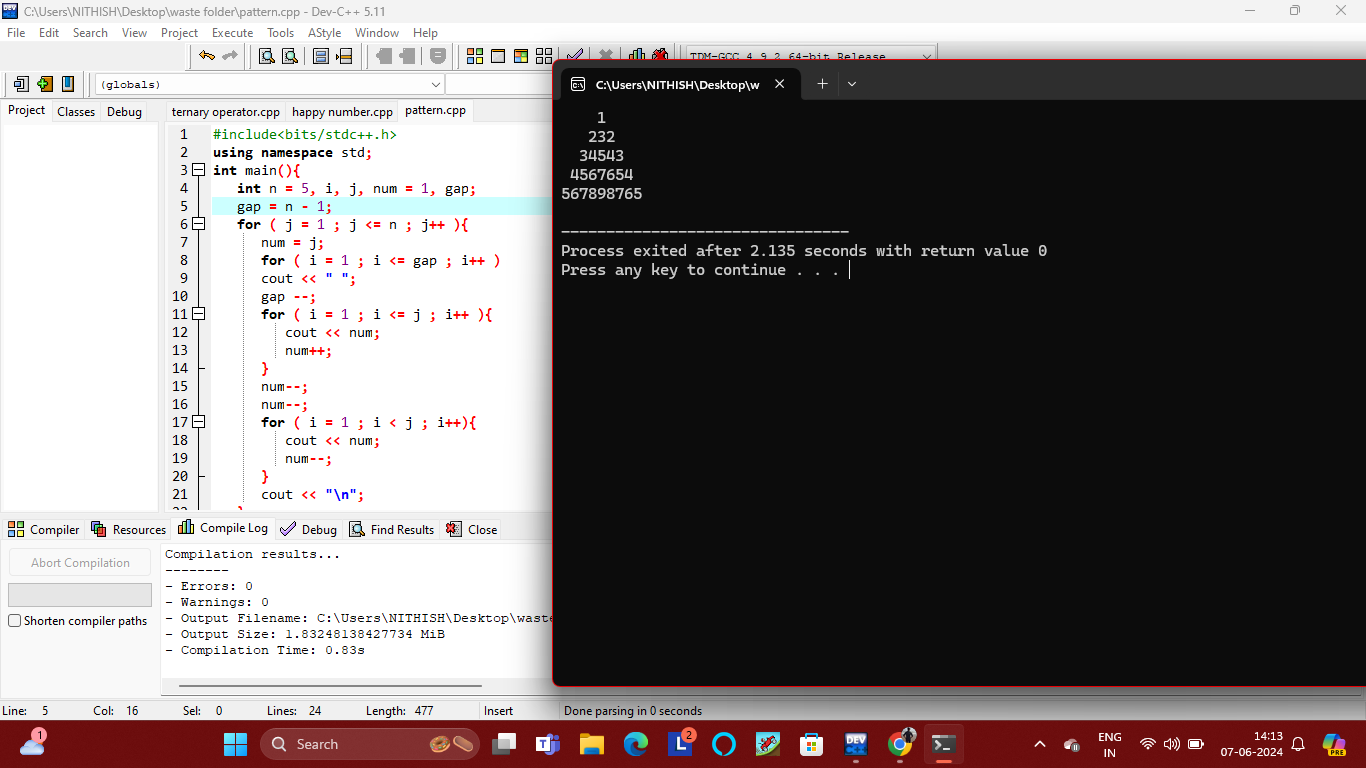 C:\Users\NITHISH\Desktop\waste folder\pattern.cpp - Dev-C++ 5.11
File Edit Search View Project Execute Tools AStyle Window Help
TDM-GCC 4.9.2 64-bit Release
(globals)
Project Classes Debug
ternary operator.cpp happy number.cpp pattern.cpp
1 #include<bits/stdc++.h>
2 using namespace std;
3 int main(){
4 int n = 5, i, j, num = 1, gap;
5 gap = n - 1;
6 for ( j = 1 ; j <= n ; j++ ){
7 num = j;
8 for ( i = 1 ; i <= gap ; i++ )
9 cout << " ";
10 gap --;
11 for ( i = 1 ; i <= j ; i++ ){
12 cout << num;
13 num++;
14 }
15 num--;
16 num--;
17 for ( i = 1 ; i < j ; i++){
18 cout << num;
19 num--;
20 }
21 cout << "\n";
C:\Users\NITHISH\Desktop\w
1
232
34543
4567654
567898765
--------------------------------
Process exited after 2.135 seconds with return value 0
Press any key to continue . . .
Compiler Resources Compile Log Debug Find Results Close
Abort Compilation
Shorten compiler paths
Compilation results...
--------
- Errors: 0
- Warnings: 0
- Output Filename: C:\Users\NITHISH\Desktop\waste
- Output Size: 1.83248138427734 MiB
- Compilation Time: 0.83s
Line: 5 Col: 16 Sel: 0 Lines: 24 Length: 477 Insert Done parsing in 0 seconds
1
Search
L 2
DEV
ENG
IN
14:13
07-06-2024
PRE